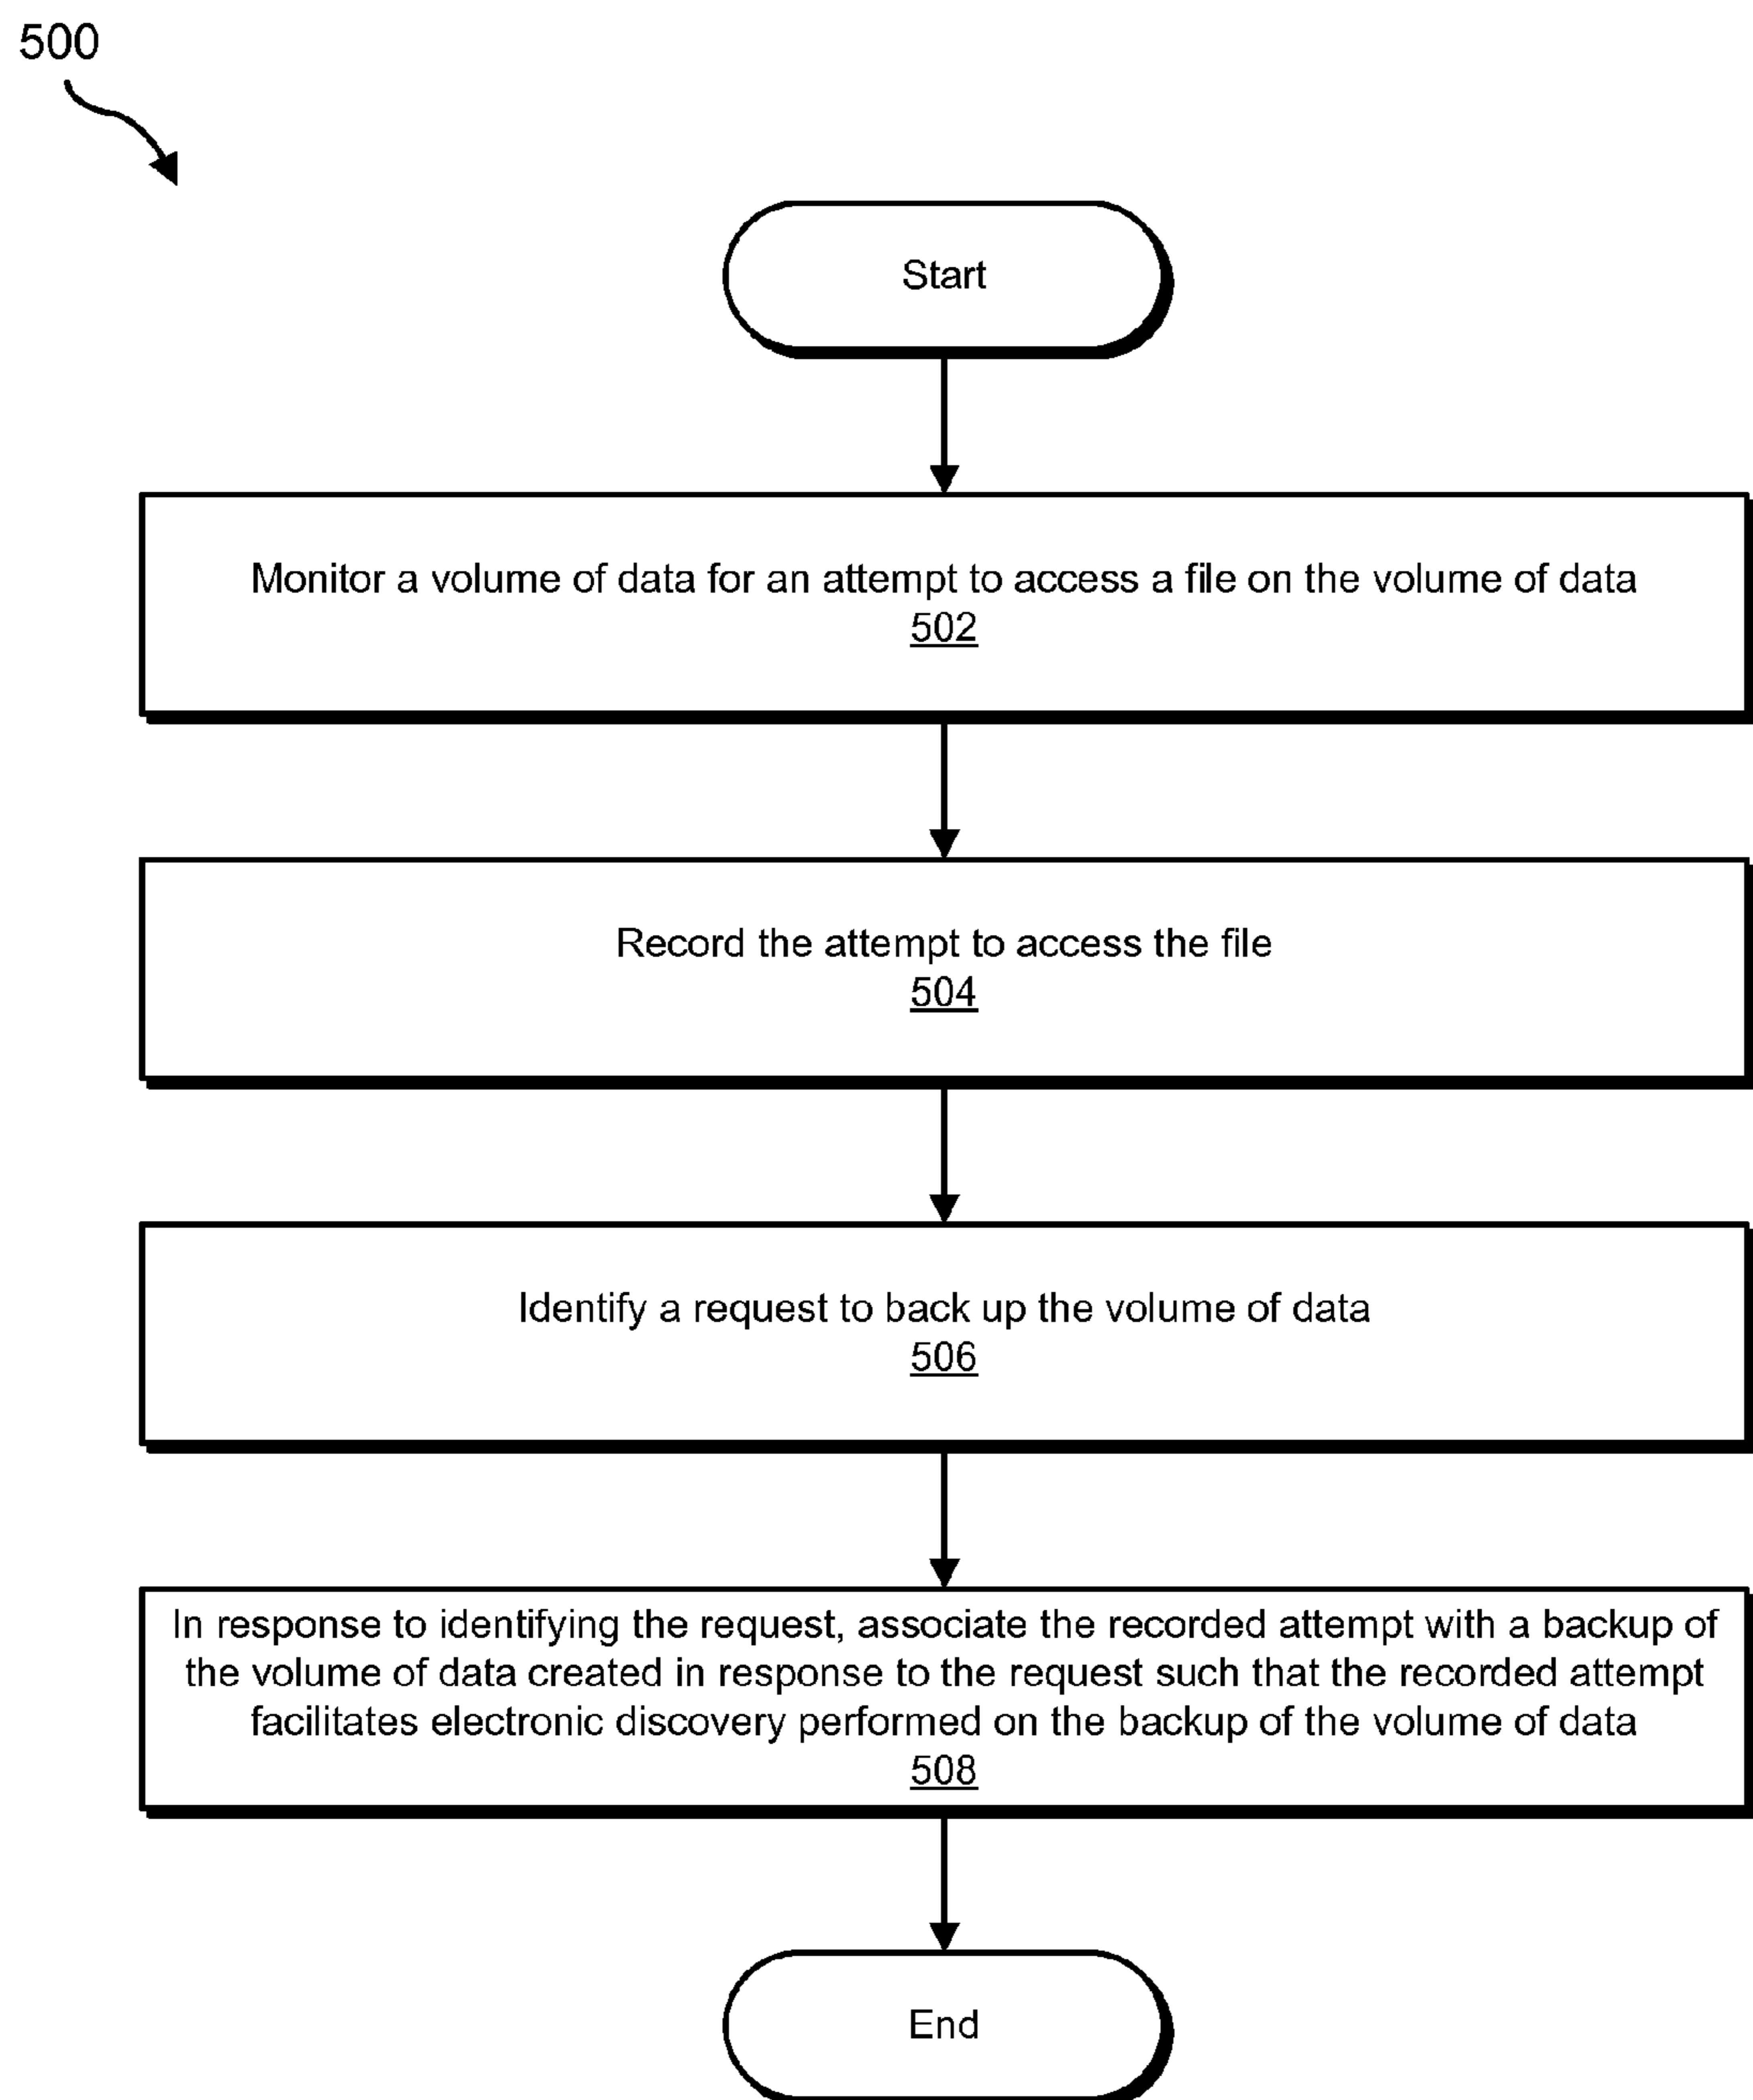 500
Start
Monitor a volume of data for an attempt to access a file on the volume of data
502
Record the attempt to access the file
504
Identify a request to back up the volume of data
506
In response to identifying the request, associate the recorded attempt with a backup of
the volume of data created in response to the request such that the recorded attempt
facilitates electronic discovery performed on the backup of the volume of data
508
End